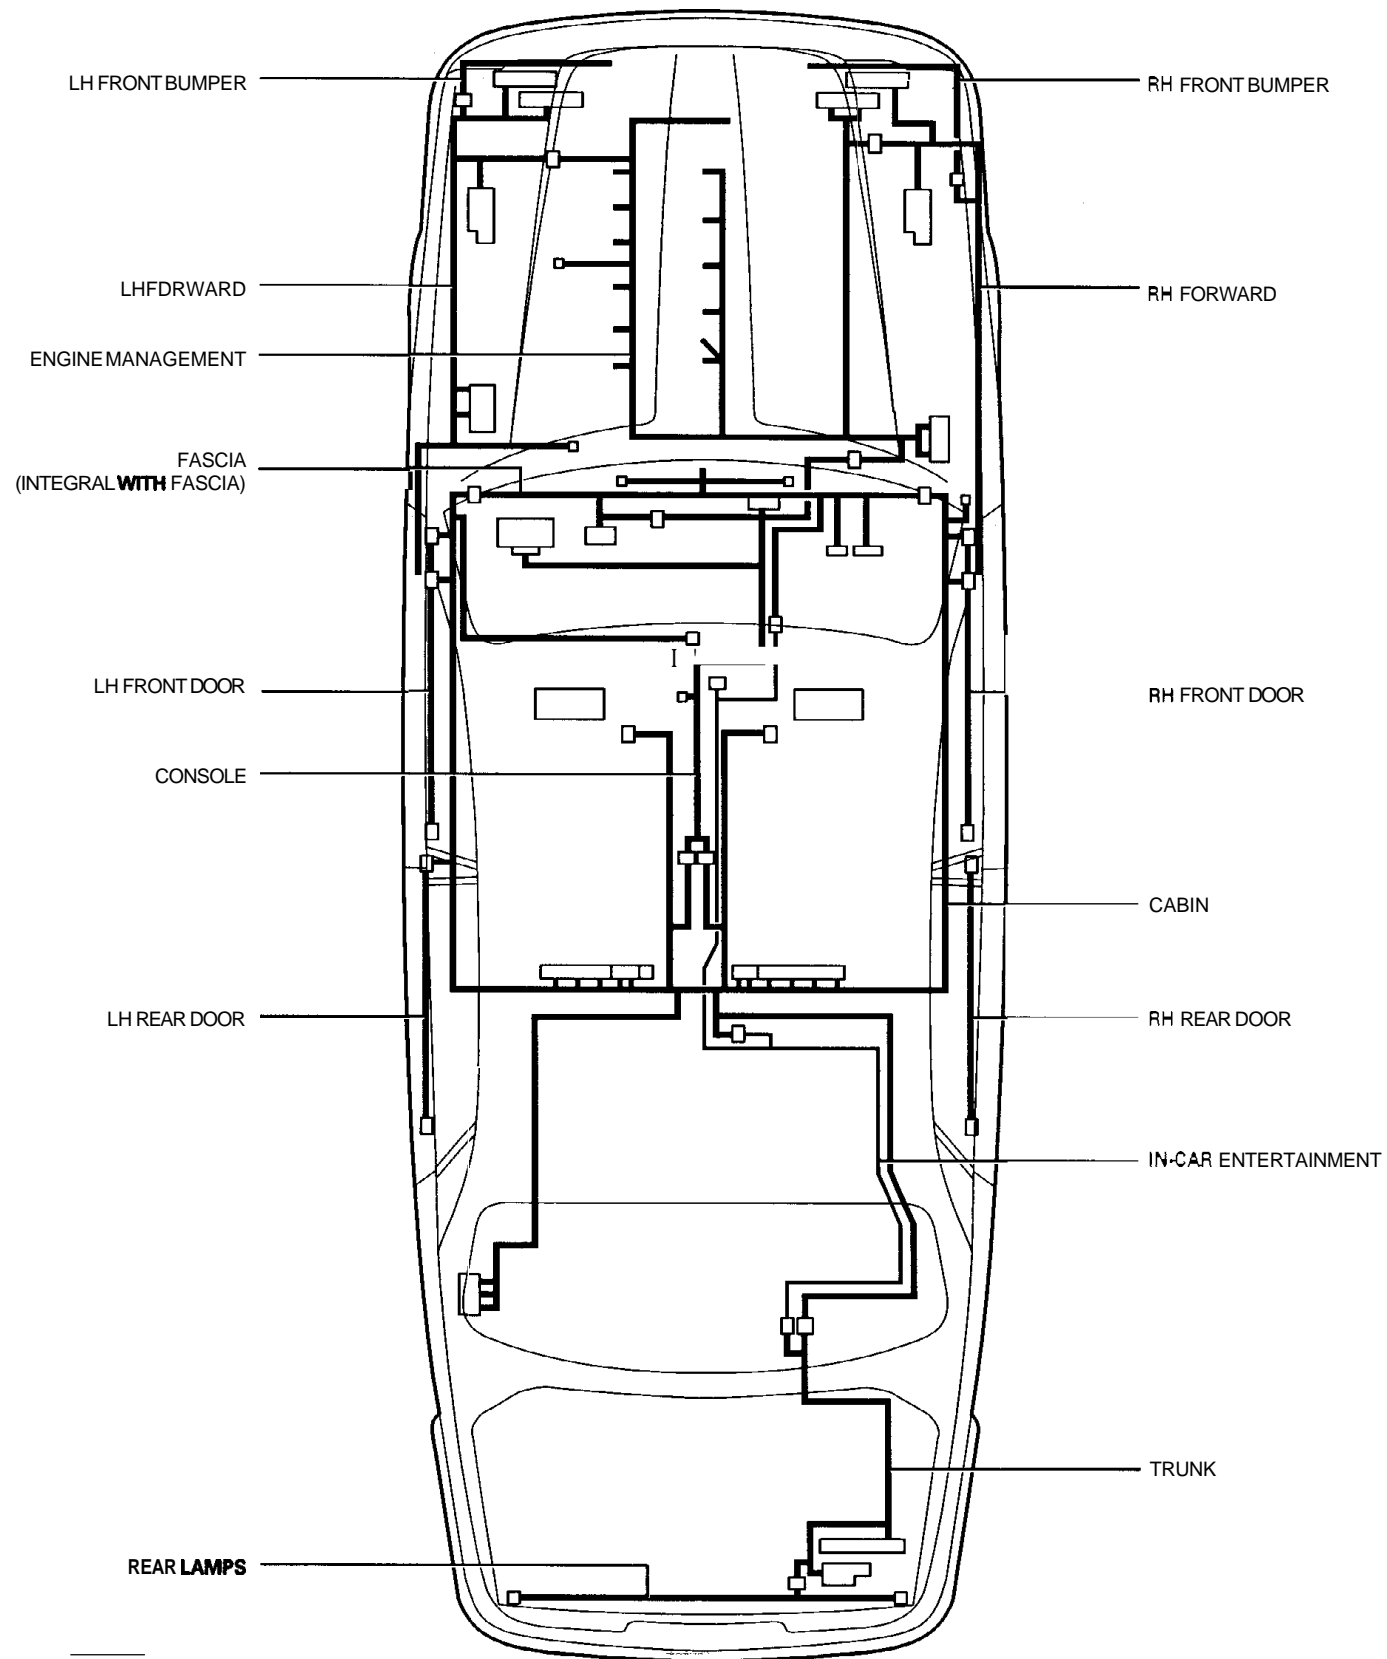 LH FRONT BUMPER
RH FRONT BUMPER
LHFDRWARD
RH FORWARD
ENGINE MANAGEMENT
FASCIA
(INTEGRAL WITH FASCIA)
LH FRONT DOOR
RH FRONT DOOR
CONSOLE
CABIN
LH REAR DOOR
RH REAR DOOR
IN-CAR ENTERTAINMENT
TRUNK
REAR LAMPS